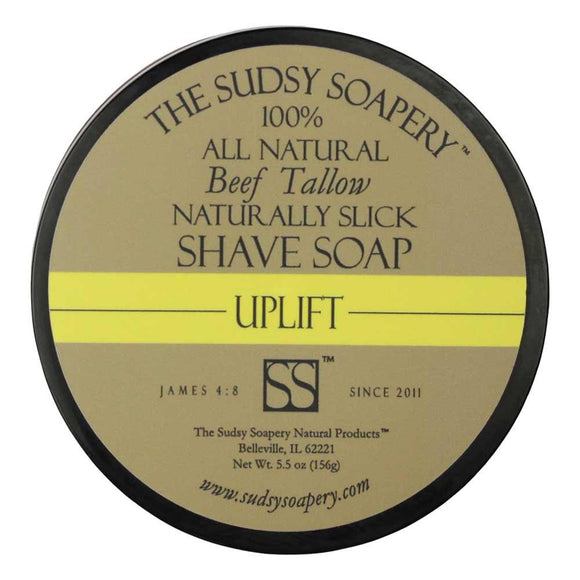 THE SUDSY SOAPERY™
100%
ALL NATURAL
Beef Tallow
NATURALLY SLICK
SHAVE SOAP
UPLIFT
JAMES 4:8 SS™ SINCE 2011
The Sudsy Soapery Natural Products™
Belleville, IL 62221
Net Wt. 5.5 oz (156g)
www.sudsysoapery.com